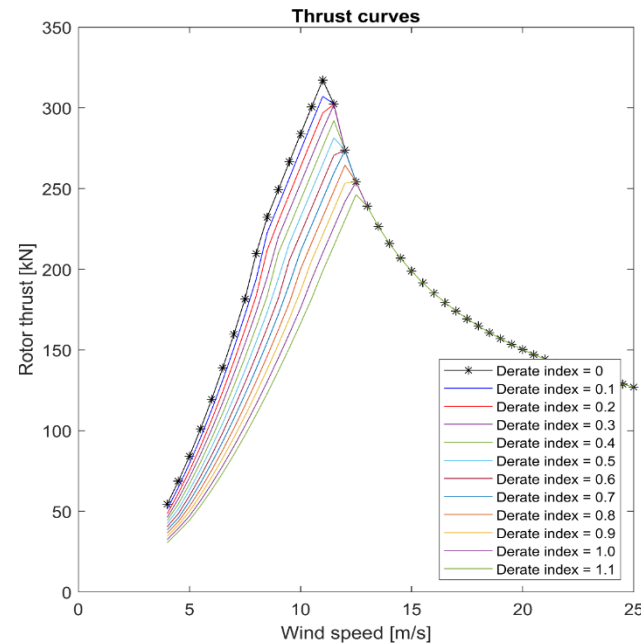 Thrust curves
Rotor thrust [kN]
350
300
250
200
150
100
50
0
0
5
10
15
20
25
Wind speed [m/s]
Derate index = 0
Derate index = 0.1
Derate index = 0.2
Derate index = 0.3
Derate index = 0.4
Derate index = 0.5
Derate index = 0.6
Derate index = 0.7
Derate index = 0.8
Derate index = 0.9
Derate index = 1.0
Derate index = 1.1